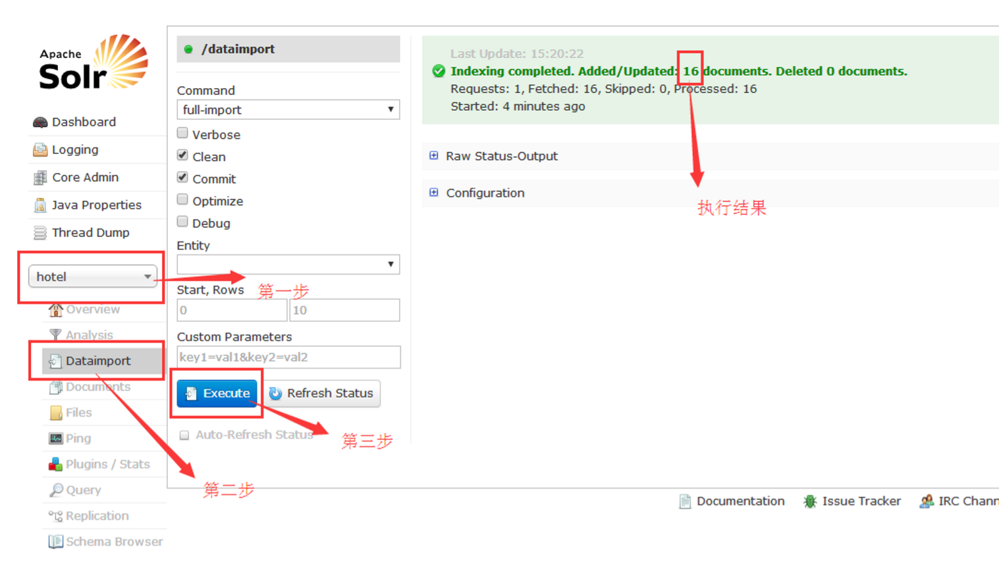 Apache
Solr
Dashboard
Logging
Core Admin
Java Properties
Thread Dump
hotel
Overview
Analysis
Dataimport
Documents
Files
Ping
Plugins / Stats
Query
Replication
Schema Browser
/dataimport
Command
full-import
Verbose
Clean
Commit
Optimize
Debug
Entity
Start, Rows
第一步
0 10
Custom Parameters
key1=val1&key2=val2
Execute Refresh Status
Auto-Refresh Status
第三步
第二步
Last Update: 15:20:22
Indexing completed. Added/Updated: 16 documents. Deleted 0 documents.
Requests: 1, Fetched: 16, Skipped: 0, Processed: 16
Started: 4 minutes ago
Raw Status-Output
Configuration
执行结果
Documentation Issue Tracker IRC Chann